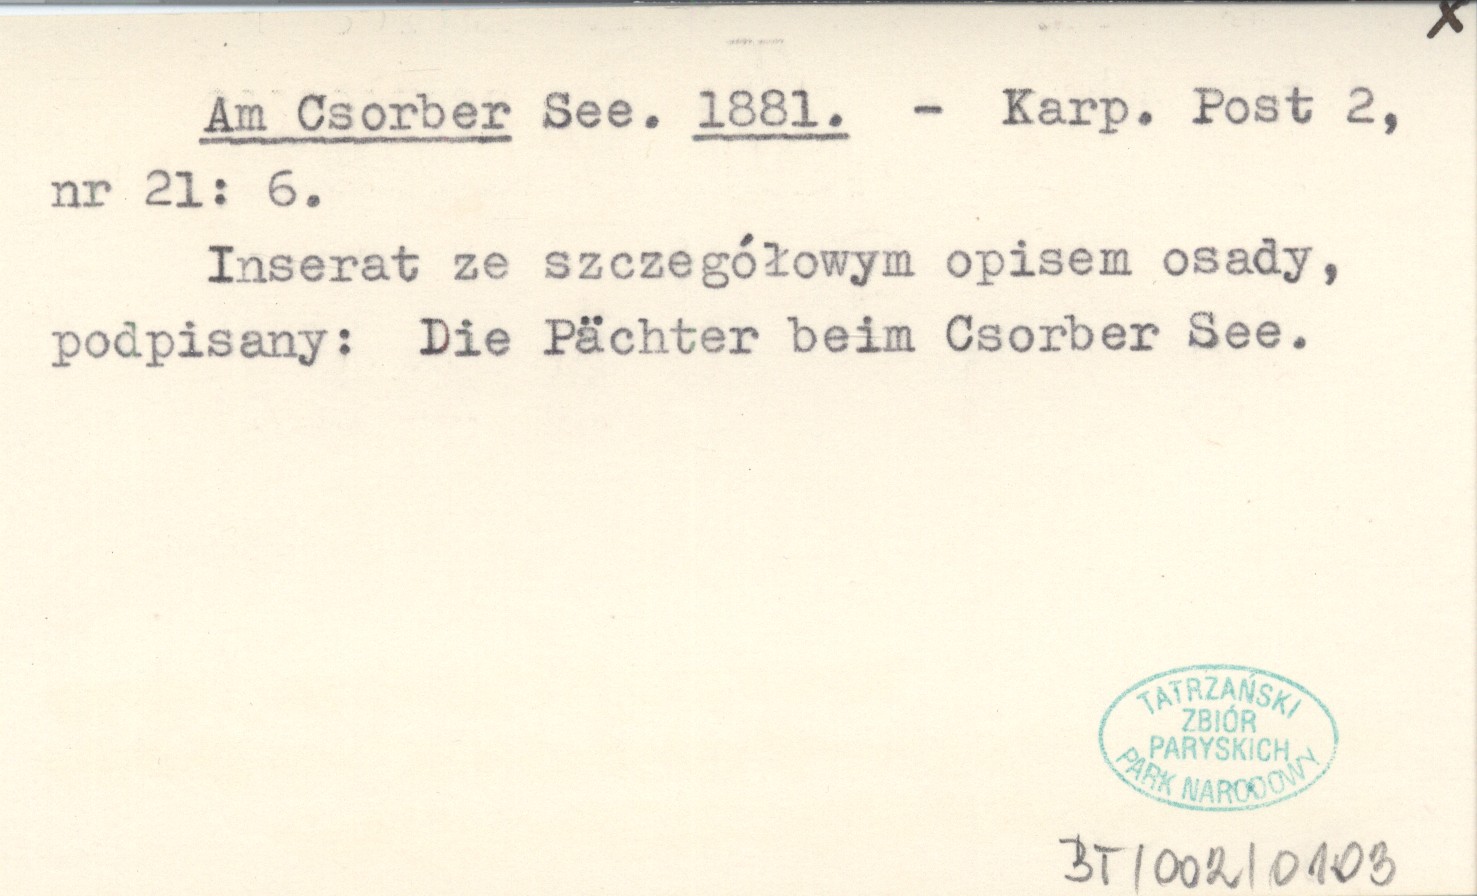 x
Am Csorber See. 1881. - Karp. Post 2,
nr 21: 6.
Inserat ze szczegółowym opisem osady,
podpisany: Die Pächter beim Csorber See.
TATRZAŃSKI
ZBIÓR
PARYSKICH
PARK NARODOWY
BT/002/0103